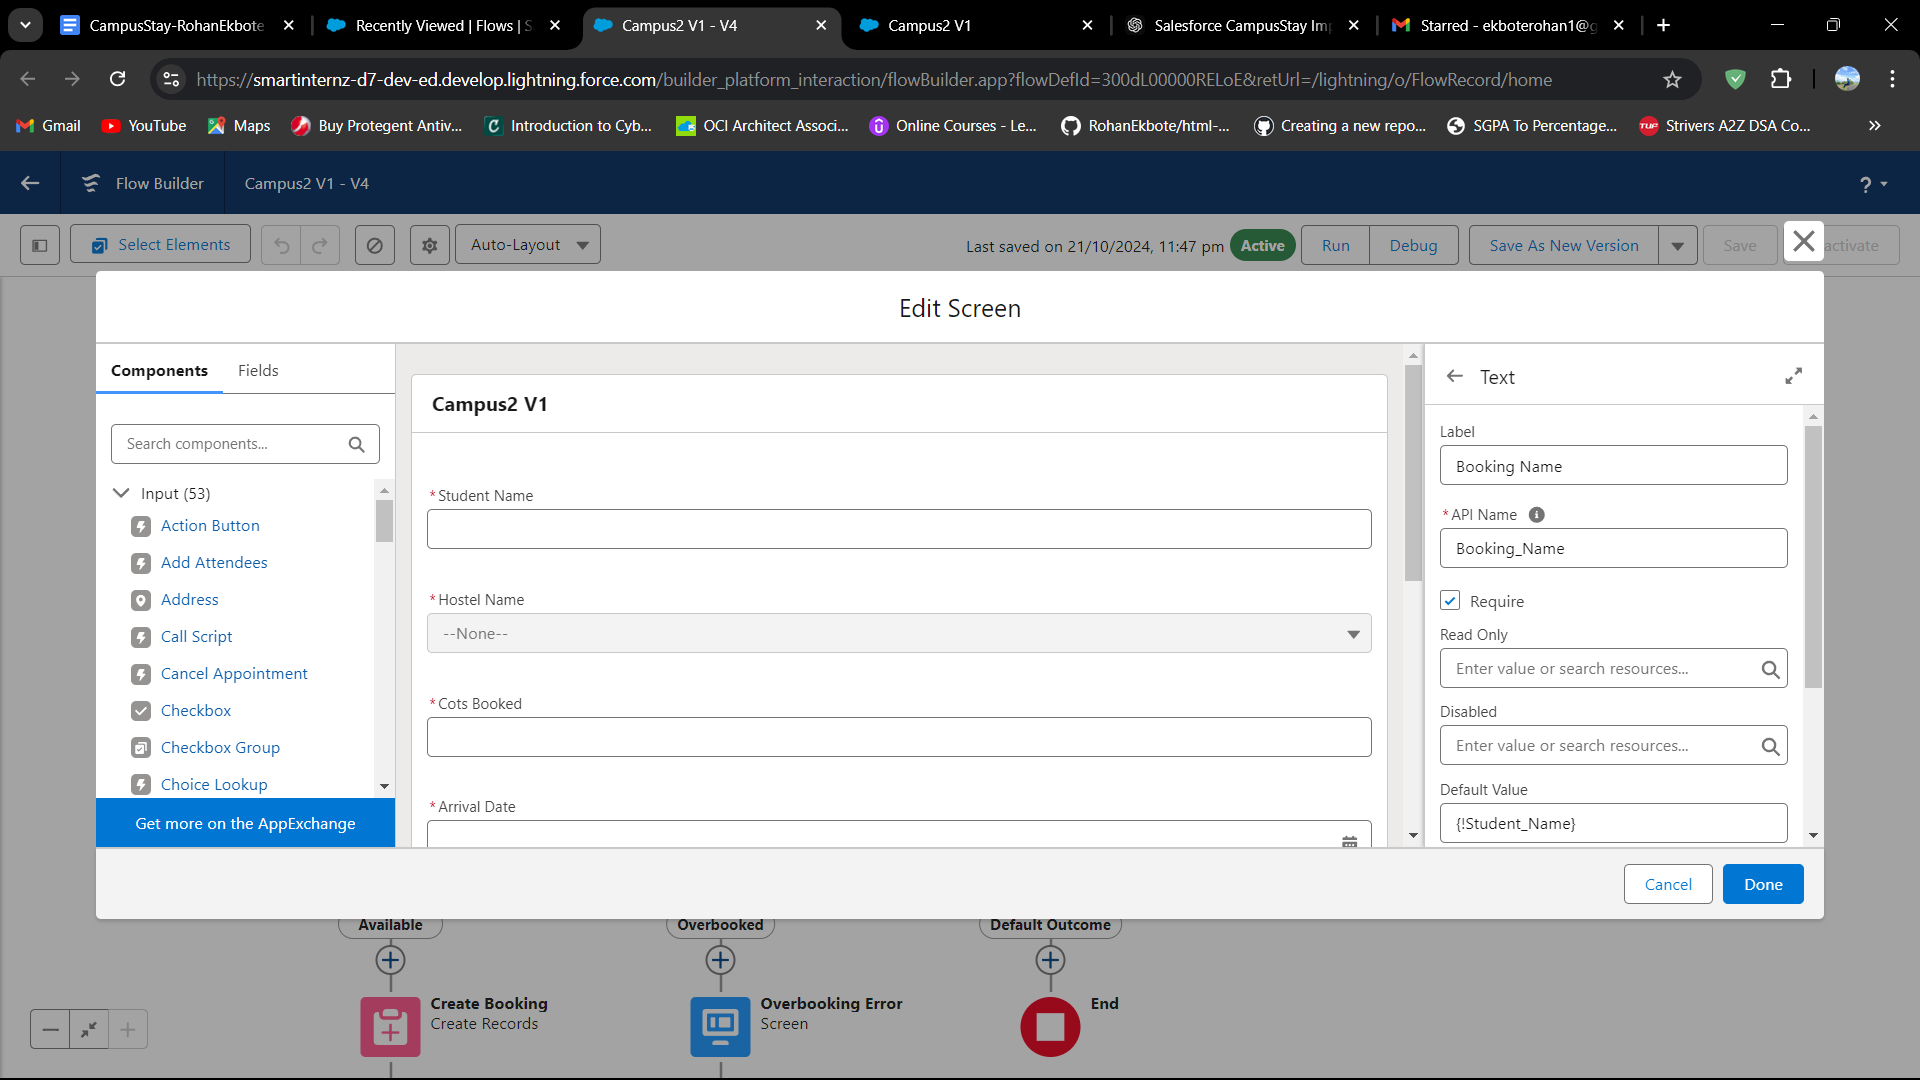 CampusStay-RohanEkbote
Recently Viewed | Flows | S
Campus2 V1 - V4
Campus2 V1
Salesforce CampusStay Im
Starred - ekboterohan1@g
https://smartinternz-d7-dev-ed.develop.lightning.force.com/builder_platform_interaction/flowBuilder.app?flowDefId=300dL00000RELoE&retUrl=/lightning/o/FlowRecord/home
Gmail
YouTube
Maps
Buy Protegent Antiv...
Introduction to Cyb...
OCI Architect Associ...
Online Courses - Le...
RohanEkbote/html-...
Creating a new repo...
SGPA To Percentage...
TUF
Strivers A2Z DSA Co...
»
Flow Builder
Campus2 V1 - V4
?
Select Elements
Auto-Layout
Last saved on 21/10/2024, 11:47 pm
Active
Run
Debug
Save As New Version
Save
activate
Edit Screen
Components
Fields
Search components...
Input (53)
Action Button
Add Attendees
Address
Call Script
Cancel Appointment
Checkbox
Checkbox Group
Choice Lookup
Get more on the AppExchange
Campus2 V1
* Student Name
* Hostel Name
--None--
* Cots Booked
* Arrival Date
Text
Label
Booking Name
* API Name
Booking_Name
Require
Read Only
Enter value or search resources...
Disabled
Enter value or search resources...
Default Value
{!Student_Name}
Cancel
Done
Available
Overbooked
Default Outcome
Create Booking
Create Records
Overbooking Error
Screen
End